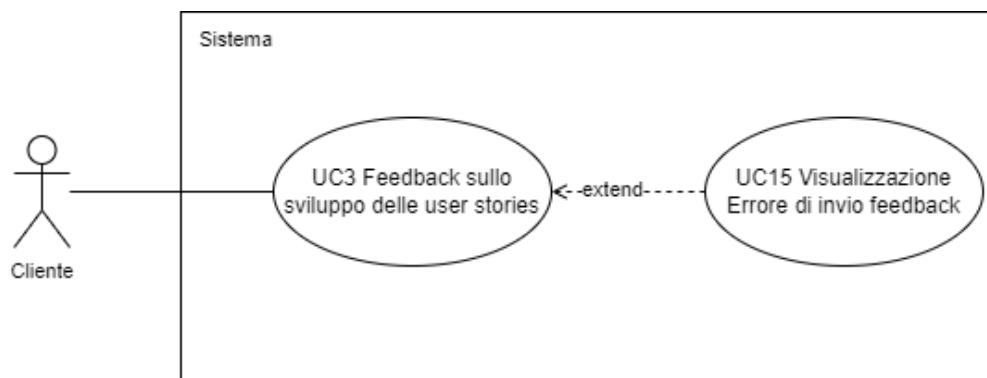 Sistema
UC3 Feedback sullo
sviluppo delle user stories
extend
UC15 Visualizzazione
Errore di invio feedback
Cliente